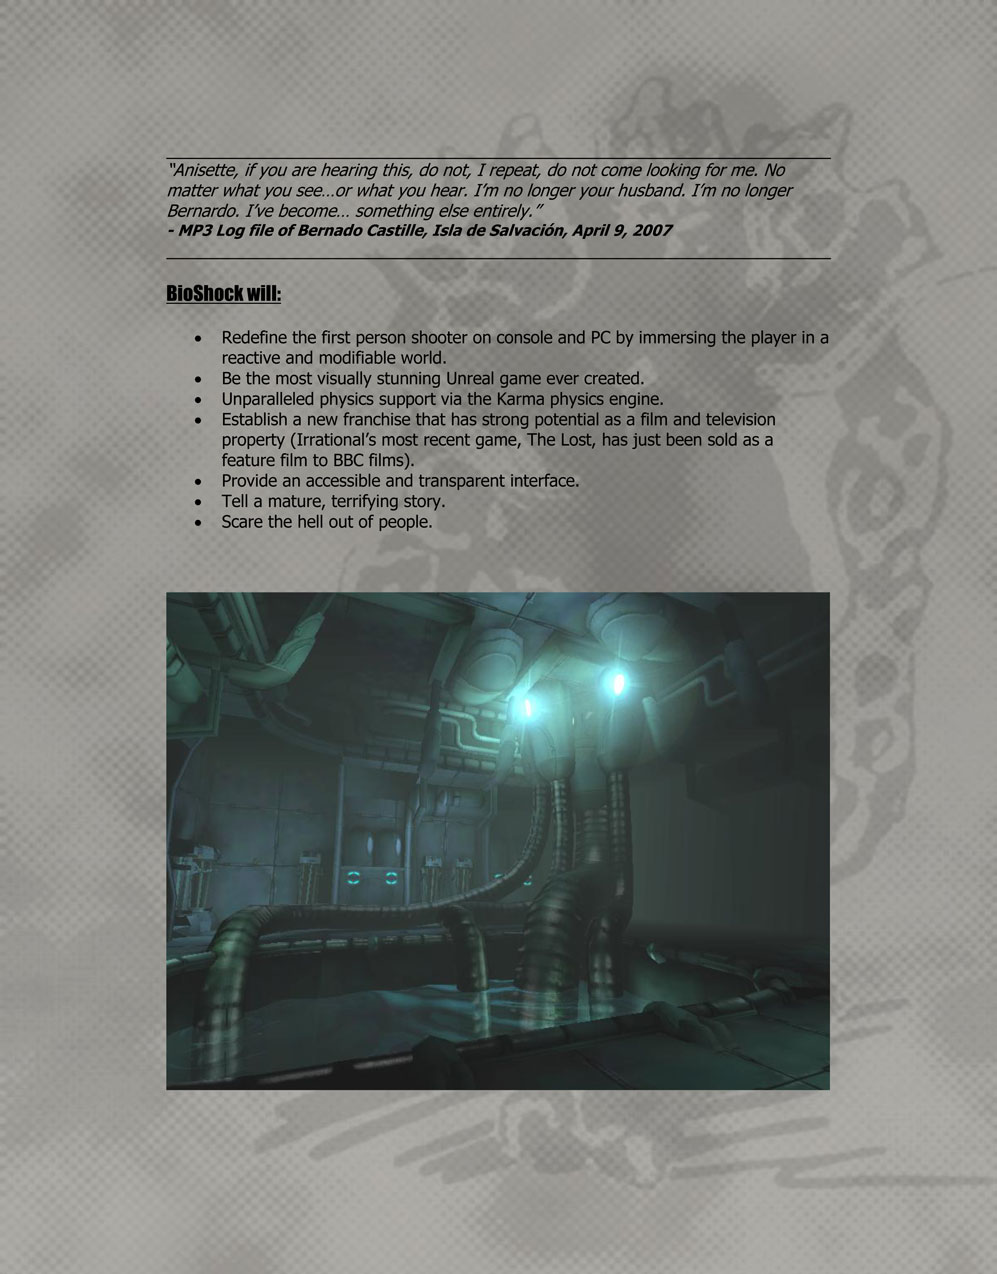 “Anisette, if you are hearing this, do not, I repeat, do not come looking for me. No
matter what you see…or what you hear. I’m no longer your husband. I’m no longer
Bernardo. I’ve become… something else entirely.”
- MP3 Log file of Bernado Castille, Isla de Salvación, April 9, 2007
BioShock will:
• Redefine the first person shooter on console and PC by immersing the player in a
reactive and modifiable world.
• Be the most visually stunning Unreal game ever created.
• Unparalleled physics support via the Karma physics engine.
• Establish a new franchise that has strong potential as a film and television
property (Irrational’s most recent game, The Lost, has just been sold as a
feature film to BBC films).
• Provide an accessible and transparent interface.
• Tell a mature, terrifying story.
• Scare the hell out of people.